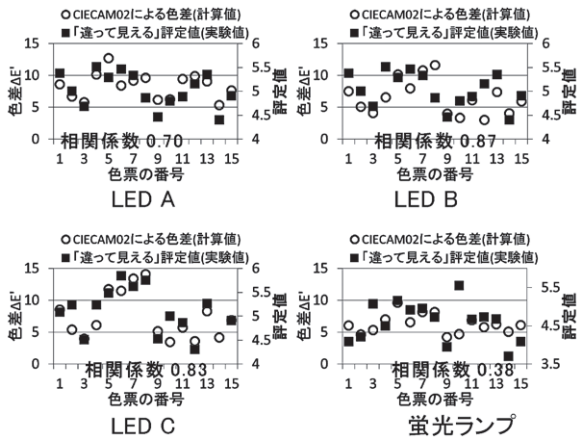 CIECAM02による色差(計算値)
「違って見える」評定値(実験値)
15 6
10 5.5
5 5
0 4.5
4
色差ΔE'
評定値
相関係数 0.70
1 3 5 7 9 11 13 15
色票の番号
LED A
CIECAM02による色差(計算値)
「違って見える」評定値(実験値)
15 6
10 5.5
5 5
0 4.5
4
色差ΔE'
評定値
相関係数 0.87
1 3 5 7 9 11 13 15
色票の番号
LED B
CIECAM02による色差(計算値)
「違って見える」評定値(実験値)
15 6
10 5.5
5 5
0 4.5
4
色差ΔE'
評定値
相関係数 0.83
1 3 5 7 9 11 13 15
色票の番号
LED C
CIECAM02による色差(計算値)
「違って見える」評定値(実験値)
15 5.5
10 4.5
5 3.5
0
色差ΔE'
評定値
相関係数 0.38
1 3 5 7 9 11 13 15
色票の番号
蛍光ランプ